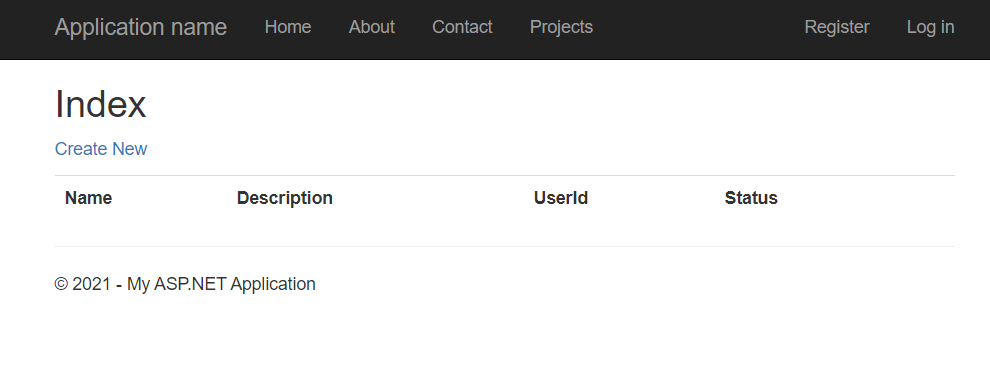 Application name Home About Contact Projects Register Log in
Index
Create New
Name Description UserId Status
© 2021 - My ASP.NET Application